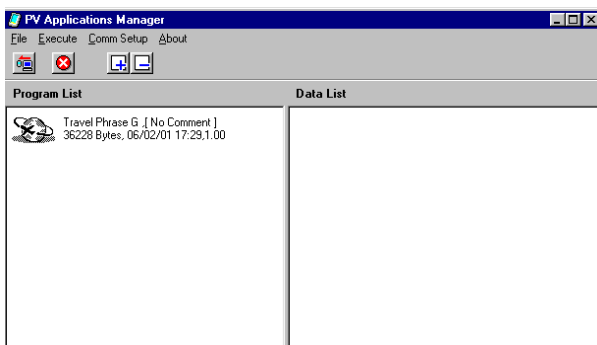 PV Applications Manager
File Execute Comm Setup About
Program List
Data List
Travel Phrase G ,[ No Comment ]
36228 Bytes, 06/02/01 17:29,1.00